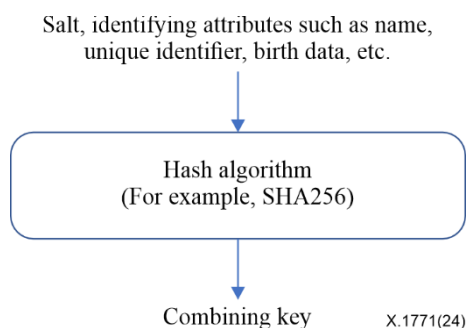 Salt, identifying attributes such as name,
unique identifier, birth data, etc.
Hash algorithm
(For example, SHA256)
Combining key
X.1771(24)